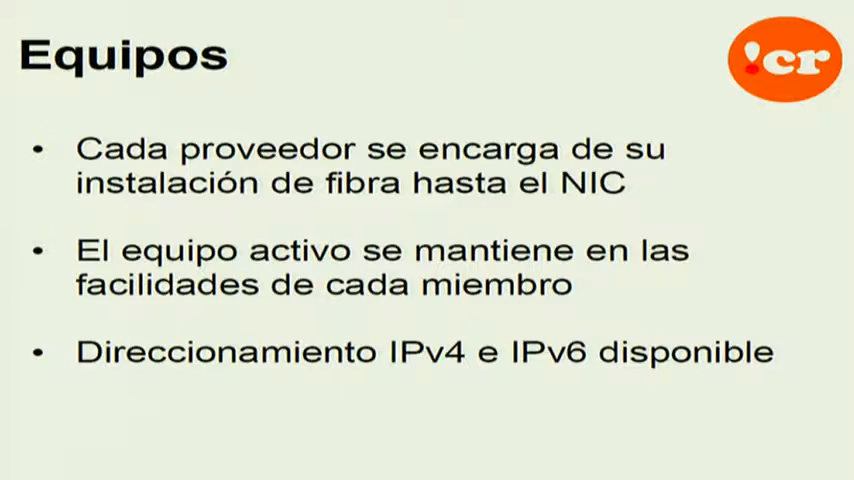 Equipos
.cr
• Cada proveedor se encarga de su
instalación de fibra hasta el NIC
• El equipo activo se mantiene en las
facilidades de cada miembro
• Direccionamiento IPv4 e IPv6 disponible